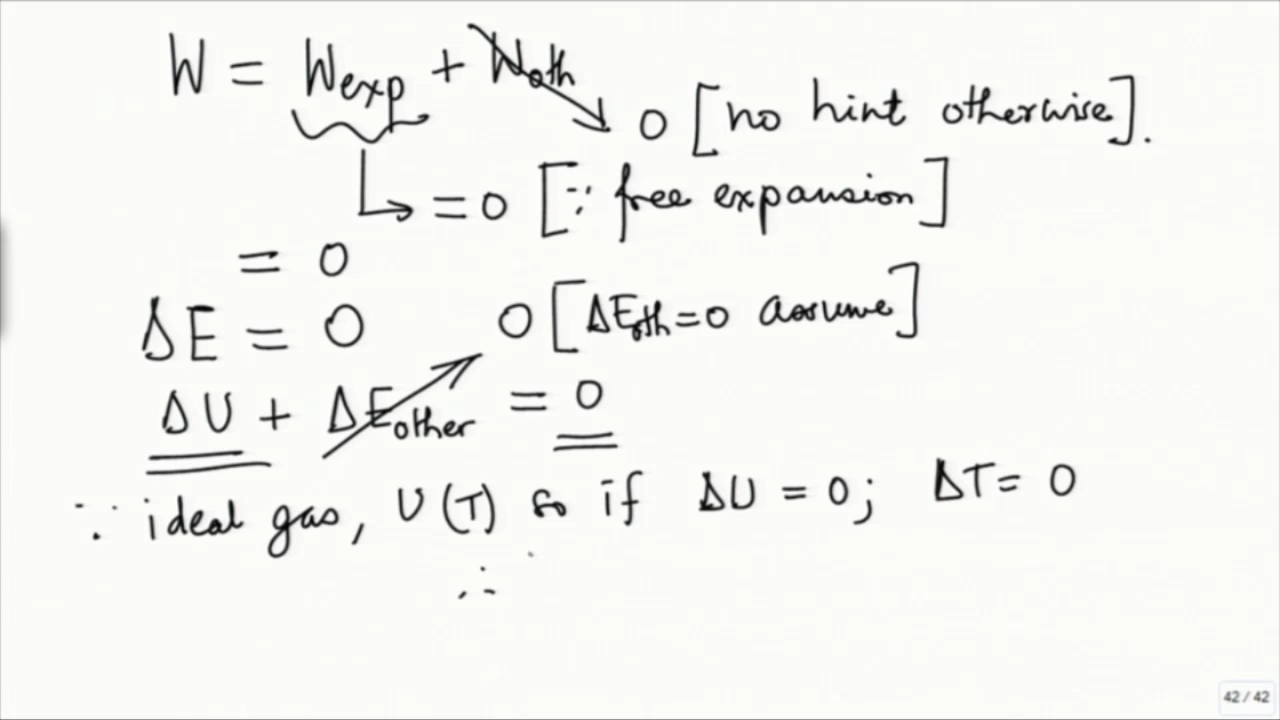 W = Wexp + Woth
0 [no hint otherwise].
= 0 [∵ free expansion]
= 0
ΔE = 0
0 [ΔEoth = 0 assume]
ΔU + ΔEother = 0
∵ ideal gas, U(T) so if ΔU = 0; ΔT = 0
∴
42 / 42